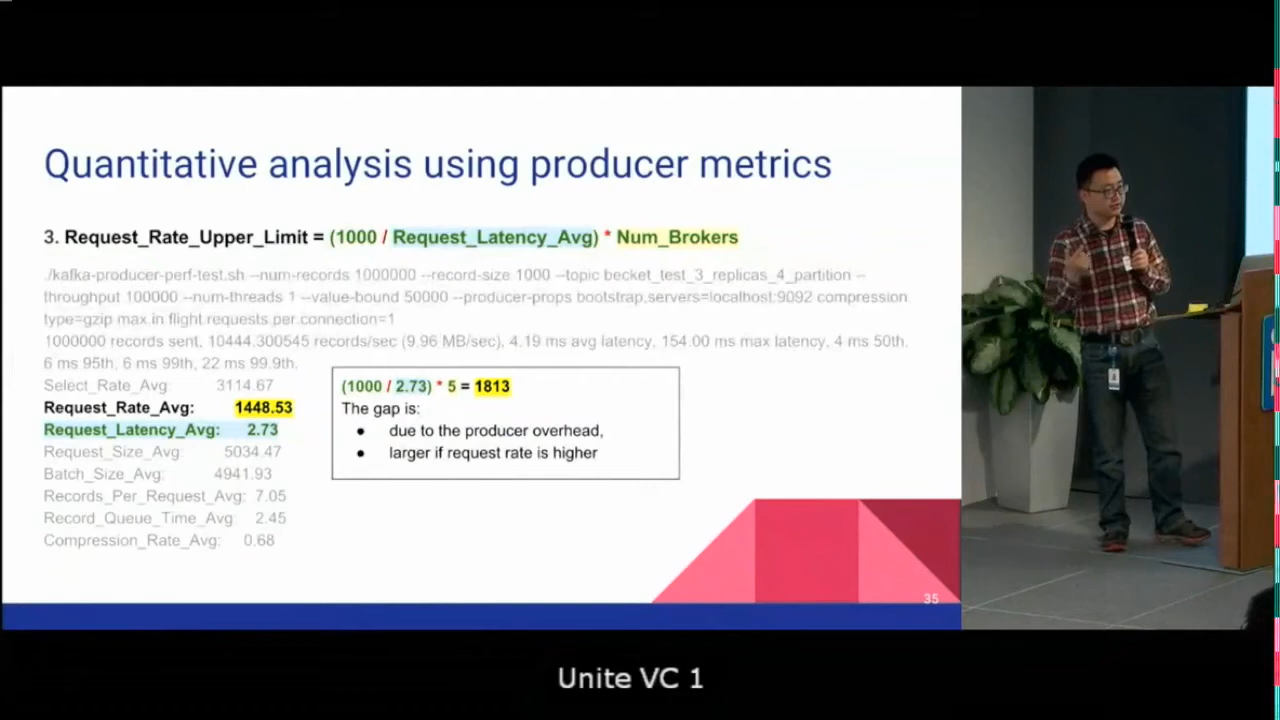 Quantitative analysis using producer metrics
3. Request_Rate_Upper_Limit = (1000 / Request_Latency_Avg) * Num_Brokers
./kafka-producer-perf-test.sh --num-records 1000000 --record-size 1000 --topic becket_test_3_replicas_4_partition --
throughput 100000 --num-threads 1 --value-bound 50000 --producer-props bootstrap.servers=localhost:9092 compression
type=gzip max.in.flight.requests.per.connection=1
1000000 records sent, 10444.300545 records/sec (9.96 MB/sec), 4.19 ms avg latency, 154.00 ms max latency, 4 ms 50th,
6 ms 95th, 6 ms 99th, 22 ms 99.9th.
Select_Rate_Avg: 3114.67
Request_Rate_Avg: 1448.53
Request_Latency_Avg: 2.73
Request_Size_Avg: 5034.47
Batch_Size_Avg: 4941.93
Records_Per_Request_Avg: 7.05
Record_Queue_Time_Avg: 2.45
Compression_Rate_Avg: 0.68
(1000 / 2.73) * 5 = 1813
The gap is:
● due to the producer overhead,
● larger if request rate is higher
35
Unite VC 1